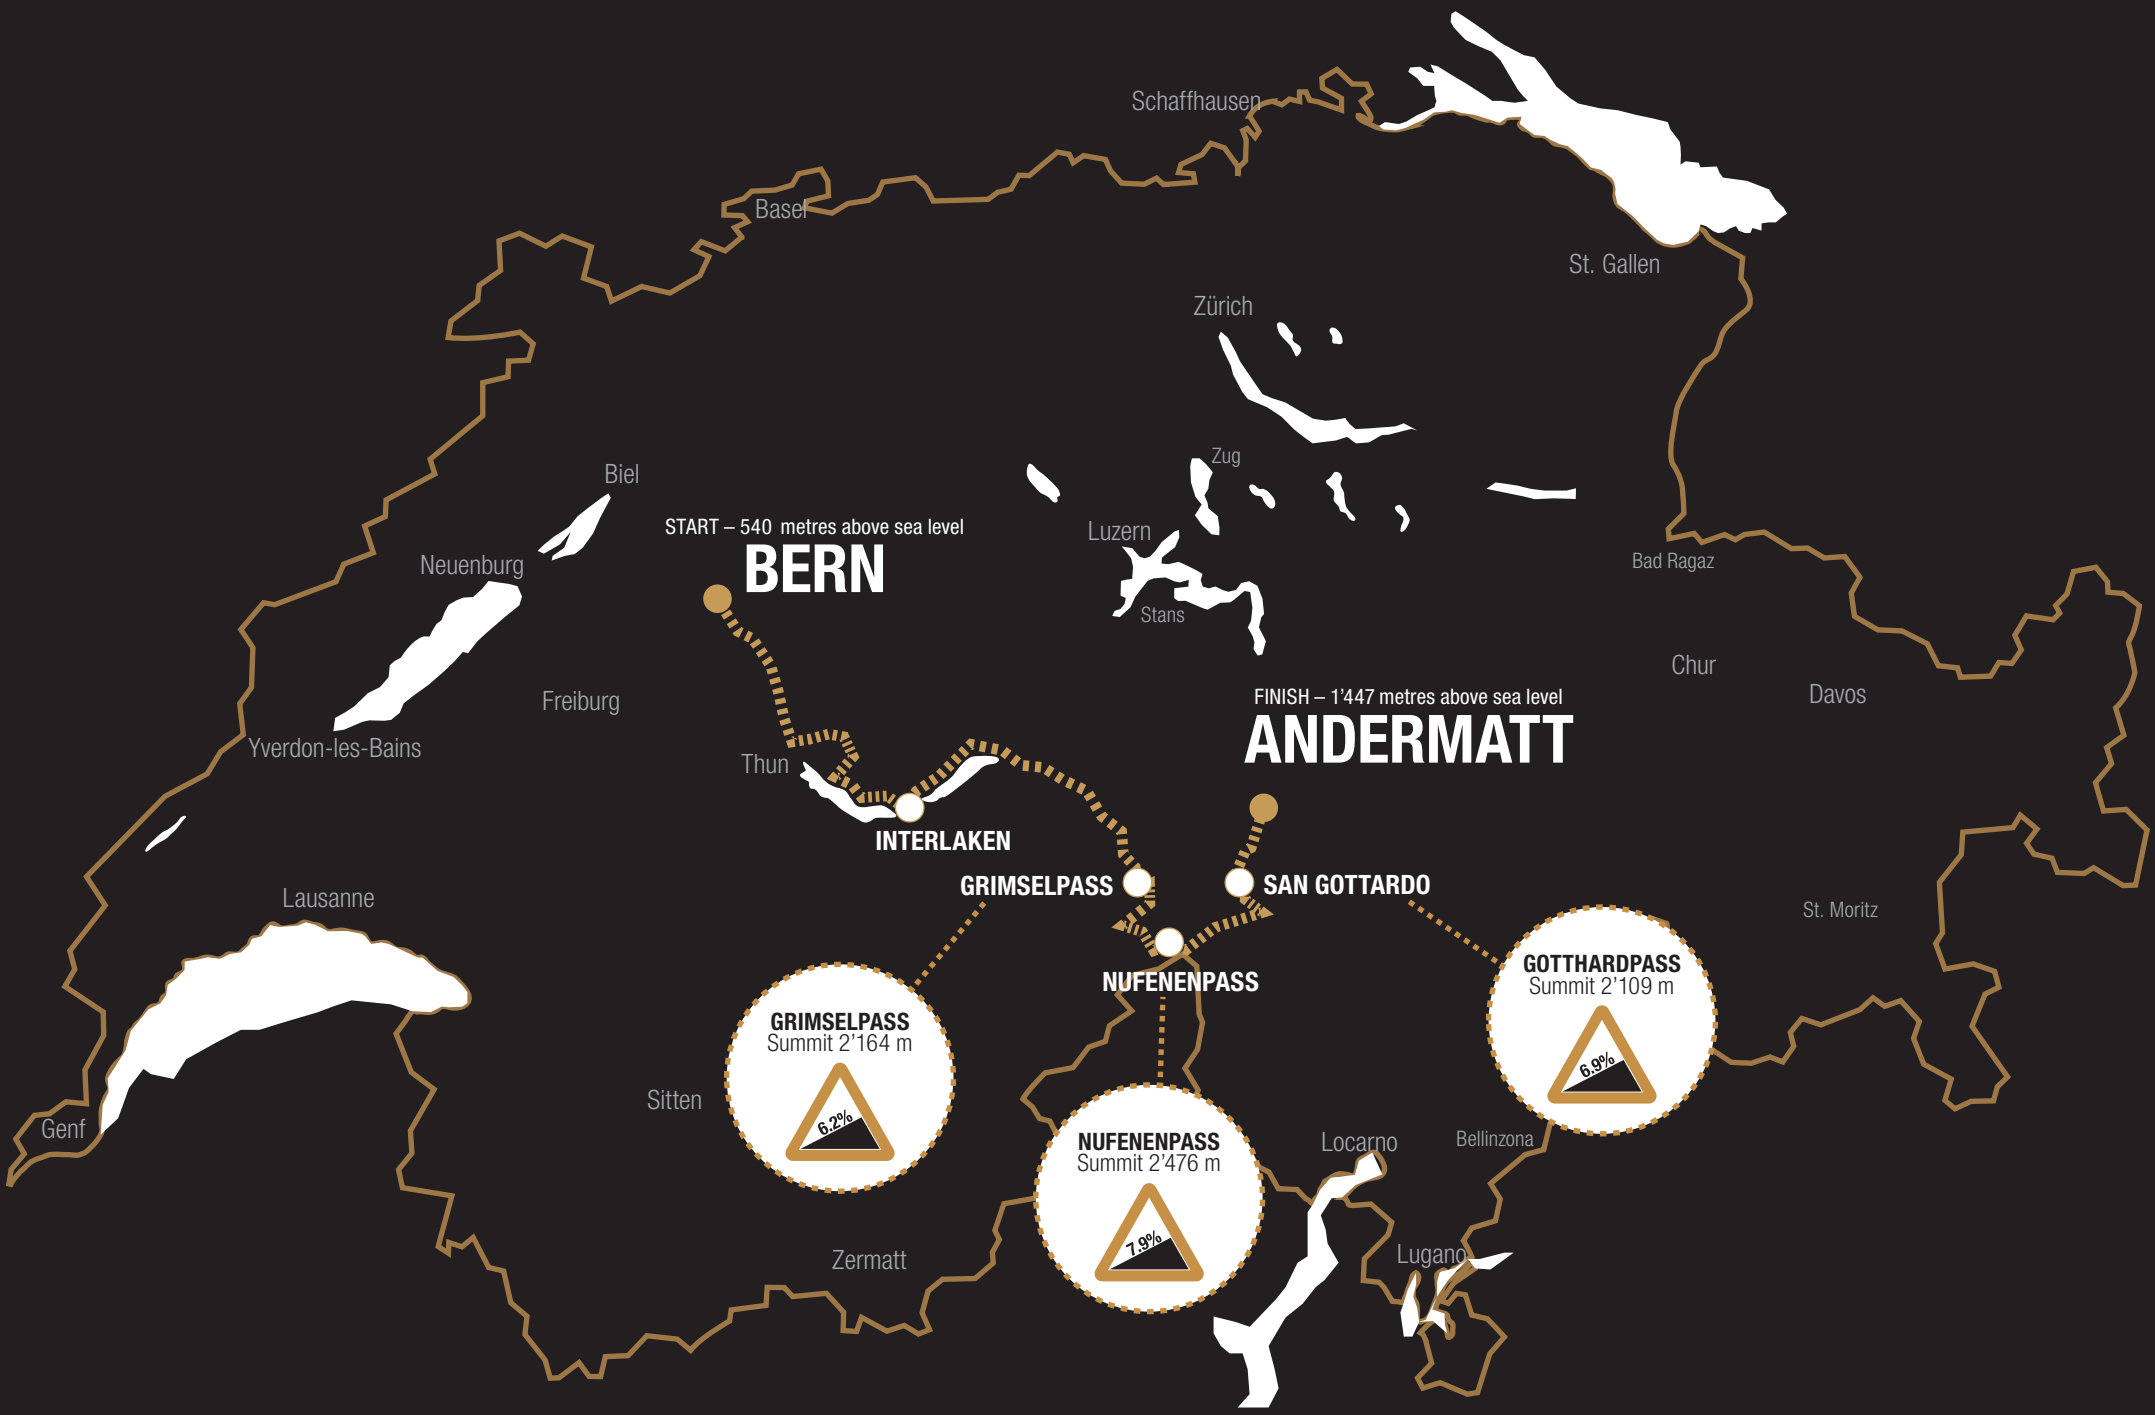 Schaffhausen
Basel
St. Gallen
Zürich
Zug
Biel
START – 540 metres above sea level
BERN
Luzern
Neuenburg
Bad Ragaz
Stans
Chur
Davos
Freiburg
FINISH – 1'447 metres above sea level
ANDERMATT
Yverdon-les-Bains
Thun
INTERLAKEN
GRIMSELPASS
SAN GOTTARDO
Lausanne
St. Moritz
NUFENENPASS
GOTTHARDPASS
Summit 2'109 m
6.9%
GRIMSELPASS
Summit 2'164 m
6.2%
Sitten
Genf
NUFENENPASS
Summit 2'476 m
7.9%
Locarno
Bellinzona
Lugano
Zermatt